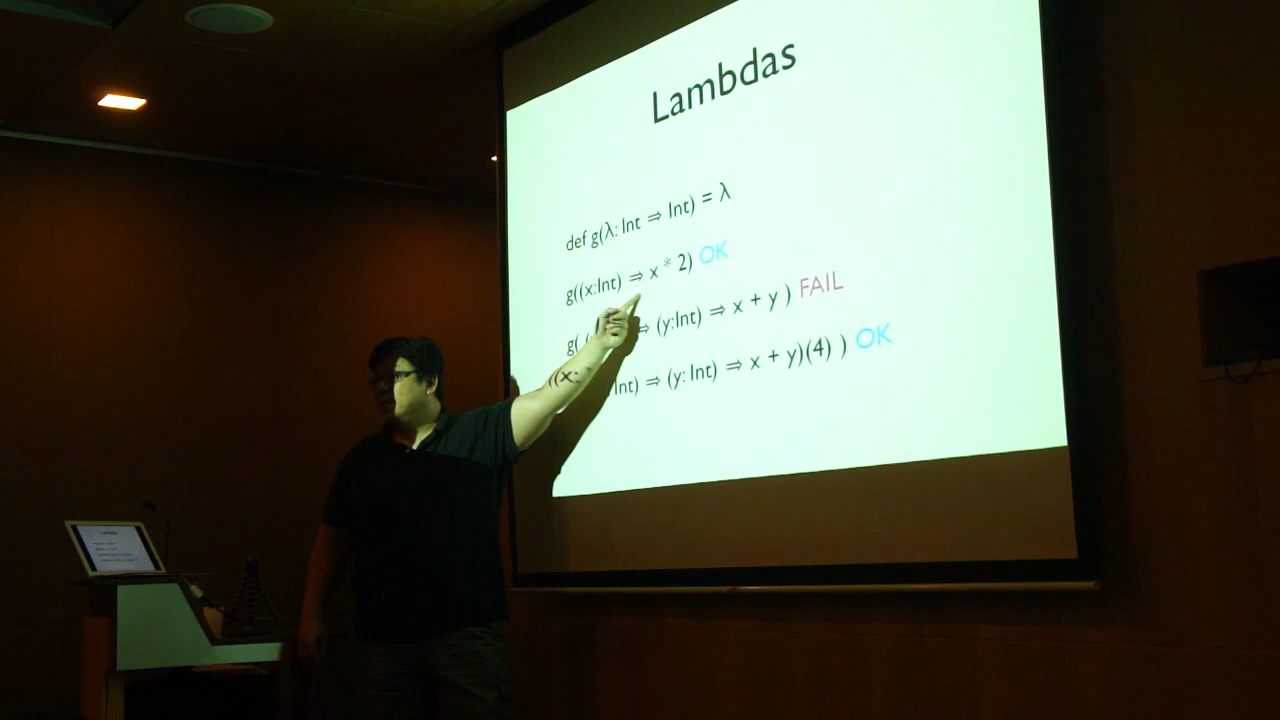 Lambdas
def g(λ: Int ⇒ Int) = λ
g((x:Int) ⇒ x * 2) OK
g( ( ⇒ (y:Int) ⇒ x + y ) FAIL
((x: Int) ⇒ (y: Int) ⇒ x + y)(4) ) OK